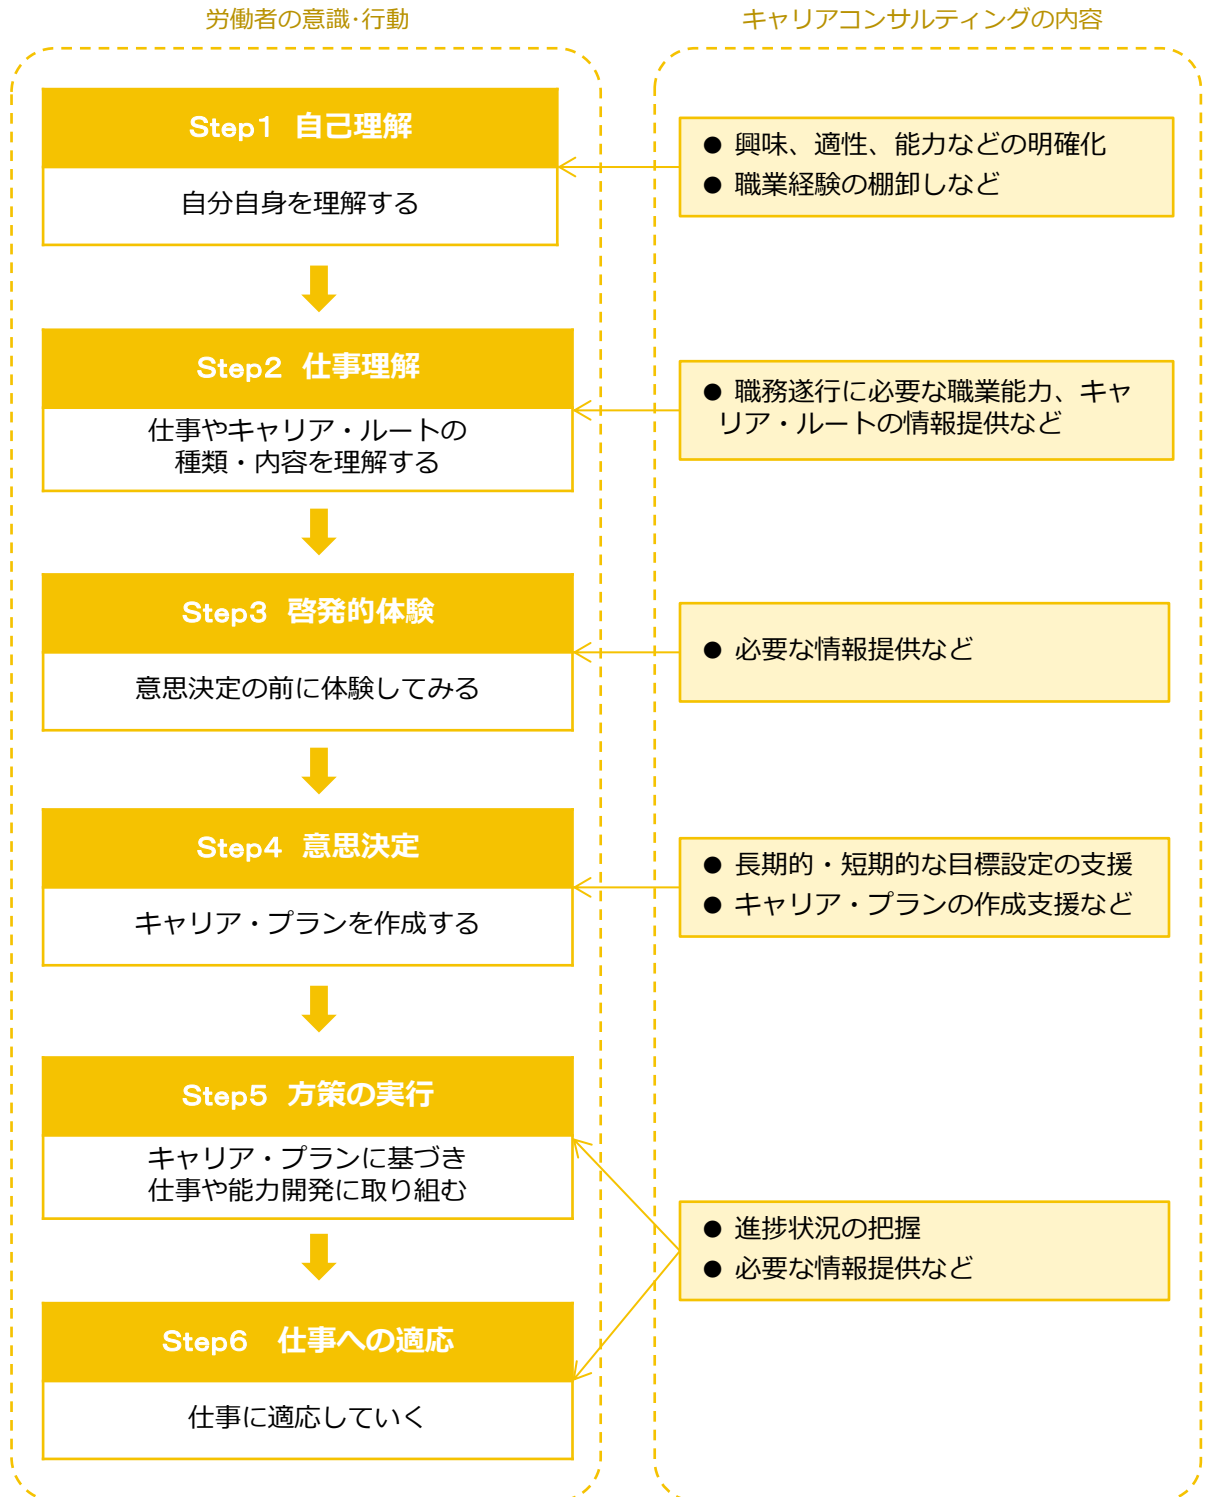 労働者の意識･行動
キャリアコンサルティングの内容
Step1 自己理解
自分自身を理解する
● 興味、適性、能力などの明確化
● 職業経験の棚卸しなど
Step2 仕事理解
仕事やキャリア・ルートの
種類・内容を理解する
● 職務遂行に必要な職業能力、キャ
リア・ルートの情報提供など
Step3 啓発的体験
意思決定の前に体験してみる
● 必要な情報提供など
Step4 意思決定
キャリア・プランを作成する
● 長期的・短期的な目標設定の支援
● キャリア・プランの作成支援など
Step5 方策の実行
キャリア・プランに基づき
仕事や能力開発に取り組む
● 進捗状況の把握
● 必要な情報提供など
Step6 仕事への適応
仕事に適応していく